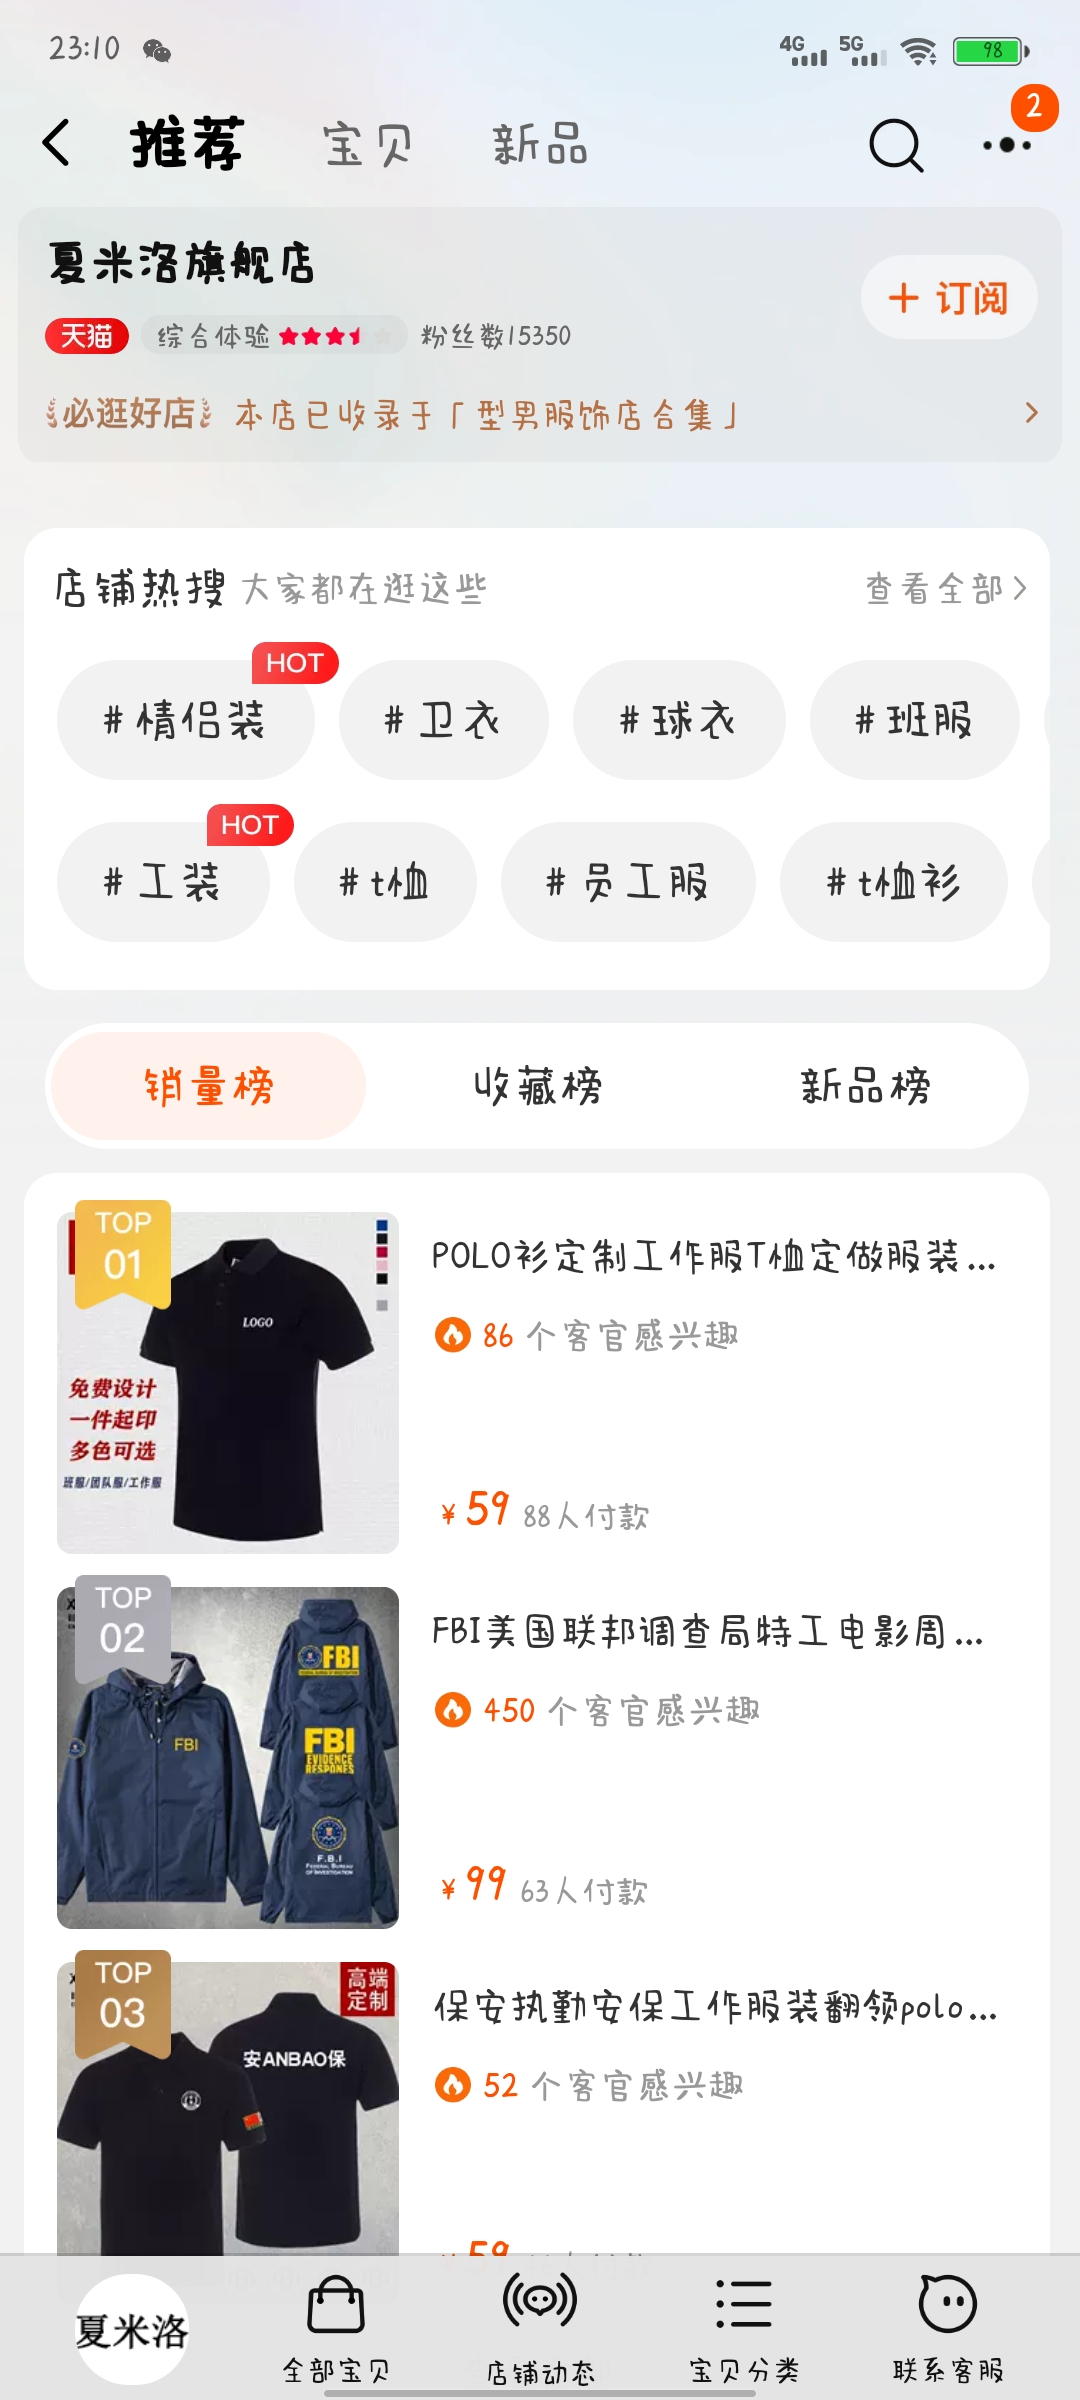 23:10
4G 5G 98
推荐 宝贝 新品 2
夏米洛旗舰店
+ 订阅
天猫 综合体验 粉丝数15350
必逛好店 本店已收录于「型男服饰店合集」
店铺热搜 大家都在逛这些 查看全部
HOT
# 情侣装 # 卫衣 # 球衣 # 班服
HOT
# 工装 # t恤 # 员工服 # t恤衫
销量榜 收藏榜 新品榜
TOP
01
LOGO
免费设计
一件起印
多色可选
班服/团队服/工作服
POLO衫定制工作服T恤定做服装...
86 个客官感兴趣
¥ 59 88人付款
TOP
02
FBI
FBI
FBI
EVIDENCE
RESPONES
F.B.I
FEDERAL BUREAU
OF INVESTIGATION
FBI美国联邦调查局特工电影周...
450 个客官感兴趣
¥ 99 63人付款
TOP
03
高端
定制
安ANBAO保
保安执勤安保工作服装翻领polo...
52 个客官感兴趣
59
夏米洛
全部宝贝 店铺动态 宝贝分类 联系客服